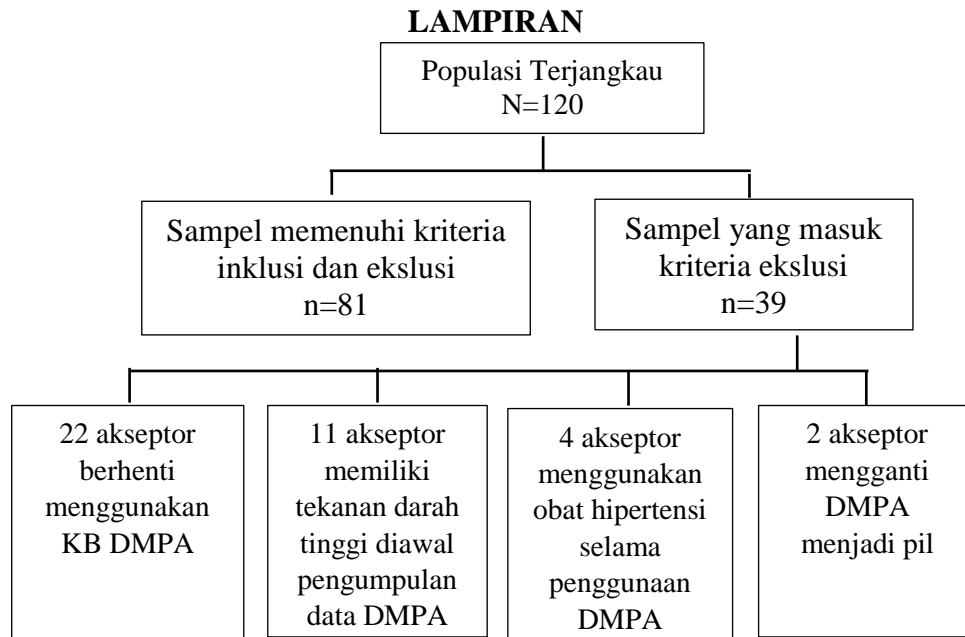 LAMPIRAN
Populasi Terjangkau
N=120
Sampel memenuhi kriteria
inklusi dan ekslusi
n=81
Sampel yang masuk
kriteria ekslusi
n=39
22 akseptor
berhenti
menggunakan
KB DMPA
11 akseptor
memiliki
tekanan darah
tinggi diawal
pengumpulan
data DMPA
4 akseptor
menggunakan
obat hipertensi
selama
penggunaan
DMPA
2 akseptor
mengganti
DMPA
menjadi pil